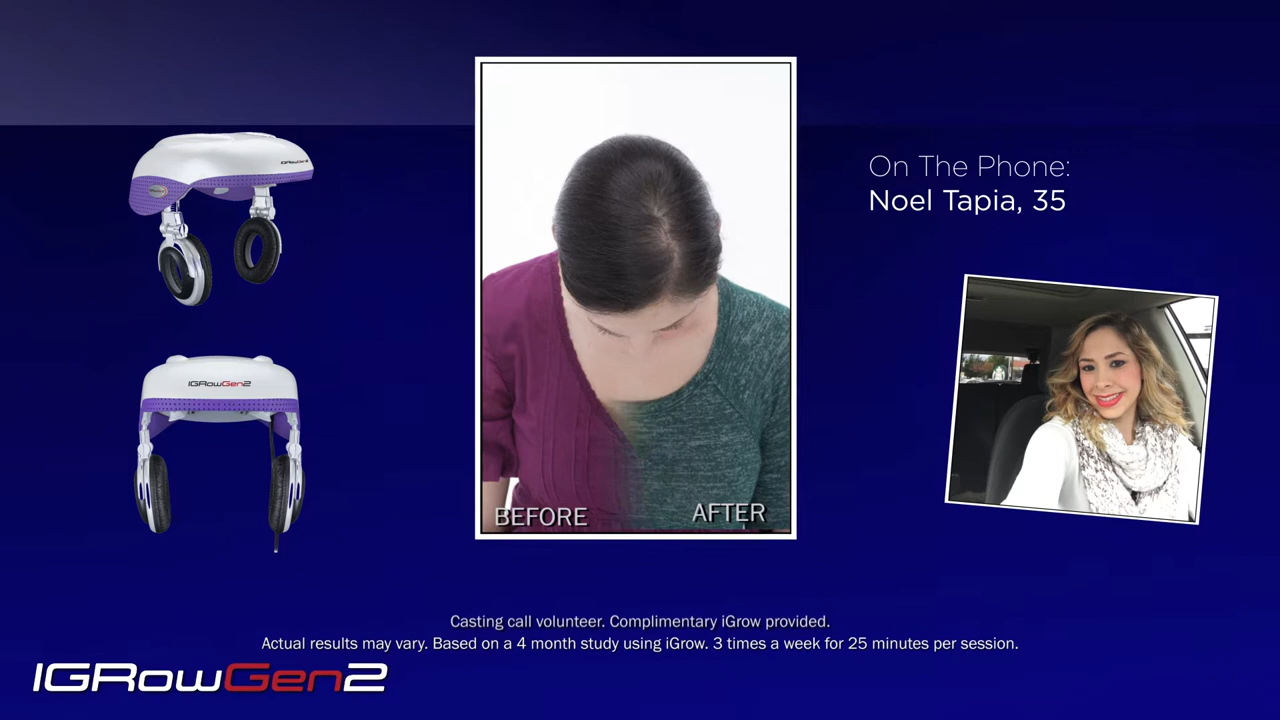 IGRowGen2
On The Phone:
Noel Tapia, 35
IGRowGen2
BEFORE
AFTER
Casting call volunteer. Complimentary iGrow provided.
Actual results may vary. Based on a 4 month study using iGrow. 3 times a week for 25 minutes per session.
IGRowGen2